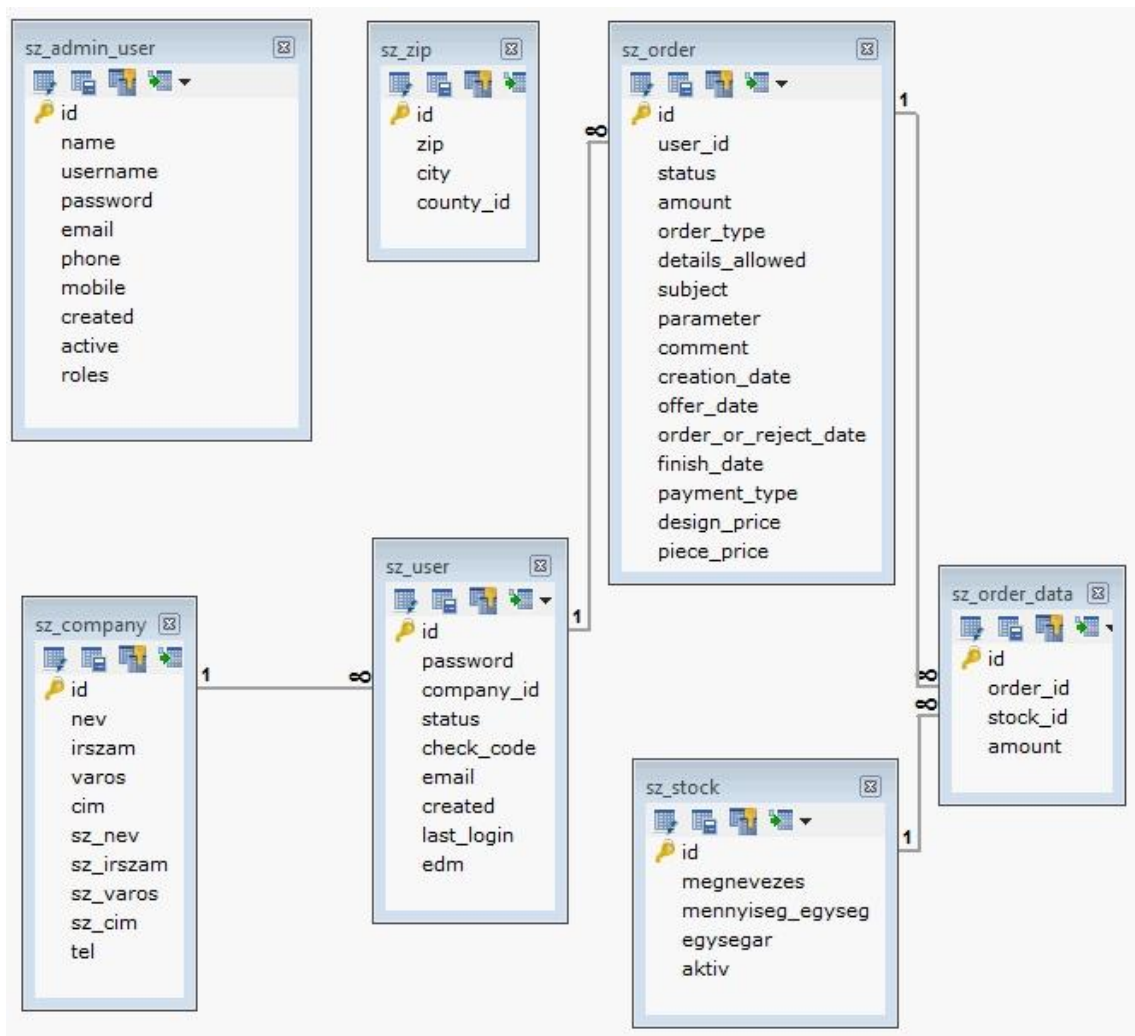 sz_admin_user
id
name
username
password
email
phone
mobile
created
active
roles
sz_zip
id
zip
city
county_id
sz_order
id
user_id
status
amount
order_type
details_allowed
subject
parameter
comment
creation_date
offer_date
order_or_reject_date
finish_date
payment_type
design_price
piece_price
1
∞
sz_company
id
nev
irszam
varos
cim
sz_nev
sz_irszam
sz_varos
sz_cim
tel
1
∞
sz_user
id
password
company_id
status
check_code
email
created
last_login
edm
1
sz_stock
id
megnevezes
mennyiseg_egyseg
egysegar
aktiv
1
∞
∞
sz_order_data
id
order_id
stock_id
amount